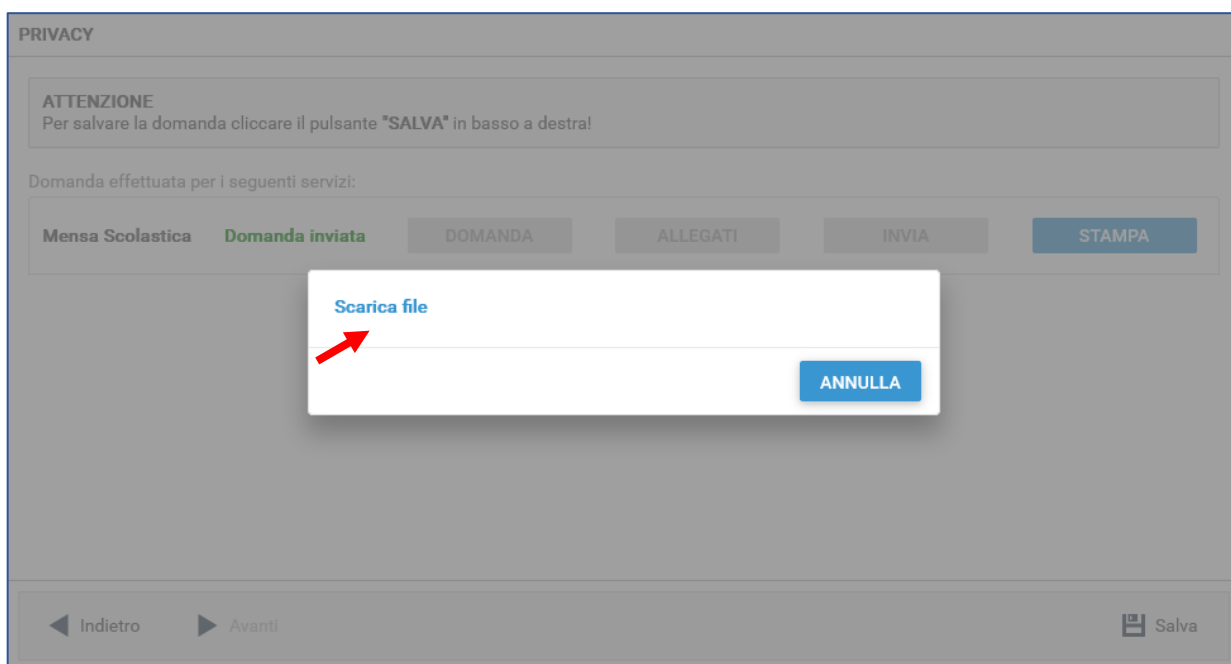 PRIVACY
ATTENZIONE
Per salvare la domanda cliccare il pulsante "SALVA" in basso a destra!
Domanda effettuata per i seguenti servizi:
Mensa Scolastica Domanda inviata DOMANDA ALLEGATI INVIA STAMPA
Scarica file
ANNULLA
Indietro Avanti Salva